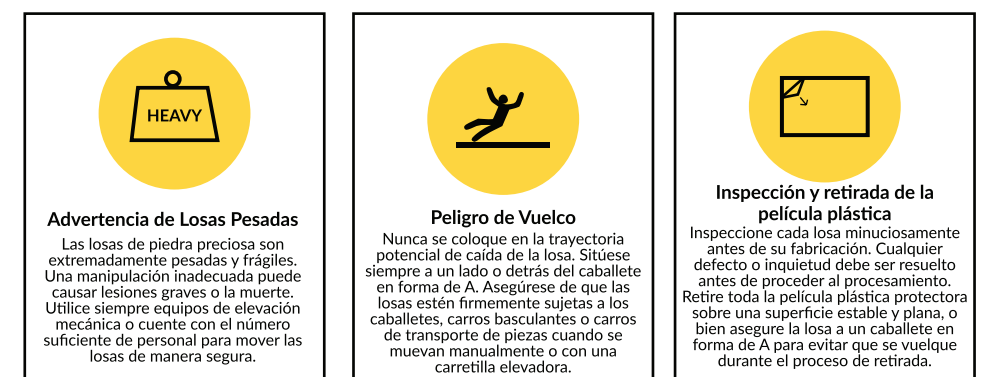 HEAVY
Advertencia de Losas Pesadas
Las losas de piedra preciosa son
extremadamente pesadas y frágiles.
Una manipulación inadecuada puede
causar lesiones graves o la muerte.
Utilice siempre equipos de elevación
mecánica o cuente con el número
suficiente de personal para mover las
losas de manera segura.
Peligro de Vuelco
Nunca se coloque en la trayectoria
potencial de caída de la losa. Sitúese
siempre a un lado o detrás del caballete
en forma de A. Asegúrese de que las
losas estén firmemente sujetas a los
caballetes, carros basculantes o carros
de transporte de piezas cuando se
muevan manualmente o con una
carretilla elevadora.
Inspección y retirada de la
película plástica
Inspeccione cada losa minuciosamente
antes de su fabricación. Cualquier
defecto o inquietud debe ser resuelto
antes de proceder al procesamiento.
Retire toda la película plástica protectora
sobre una superficie estable y plana, o
bien asegure la losa a un caballete en
forma de A para evitar que se vuelque
durante el proceso de retirada.